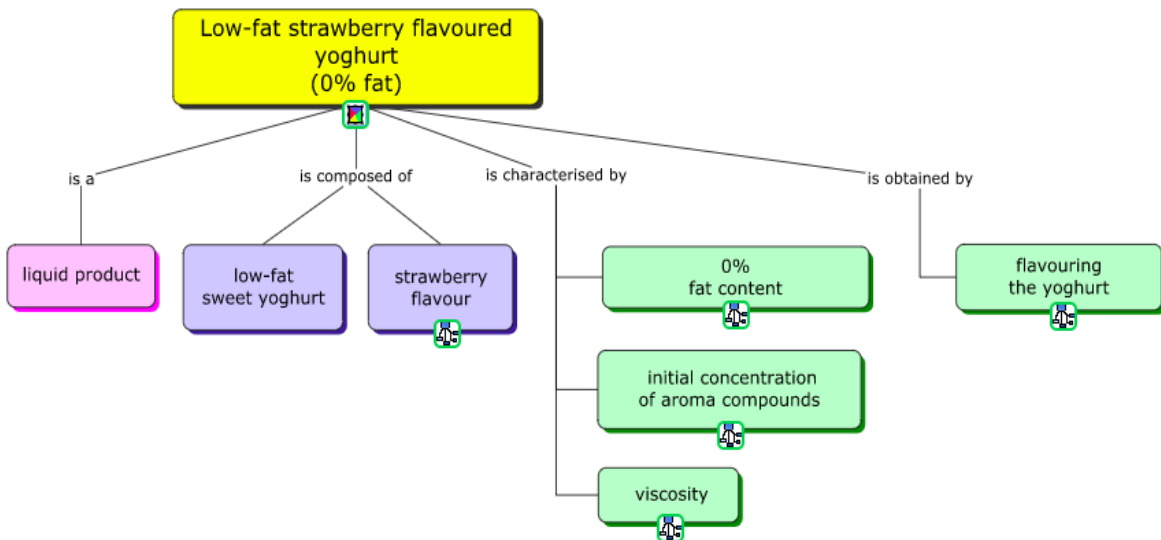 Low-fat strawberry flavoured
yoghurt
(0% fat)
is a
is composed of
is characterised by
is obtained by
liquid product
low-fat
sweet yoghurt
strawberry
flavour
0%
fat content
flavouring
the yoghurt
initial concentration
of aroma compounds
viscosity